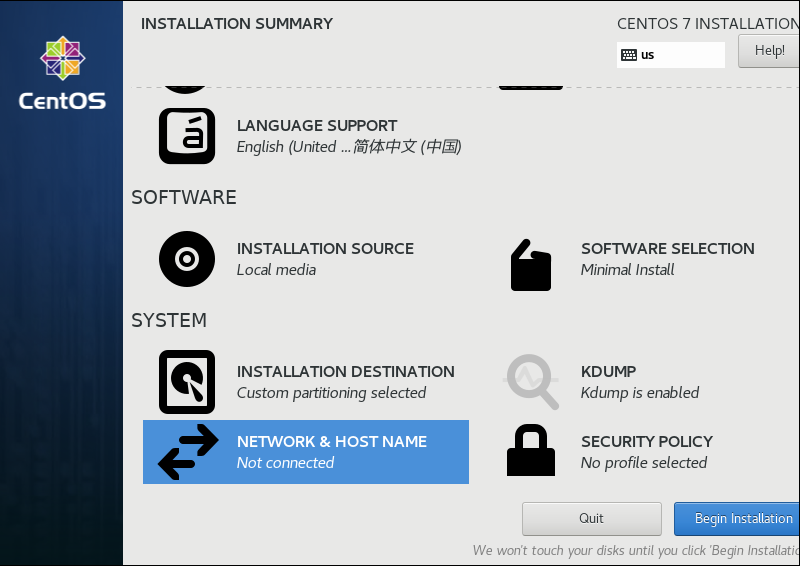 INSTALLATION SUMMARY
CENTOS 7 INSTALLATION
us
Help!
CentOS
LANGUAGE SUPPORT
English (United ...简体中文 (中国)
SOFTWARE
INSTALLATION SOURCE
Local media
SOFTWARE SELECTION
Minimal Install
SYSTEM
INSTALLATION DESTINATION
Custom partitioning selected
KDUMP
Kdump is enabled
NETWORK & HOST NAME
Not connected
SECURITY POLICY
No profile selected
Quit
Begin Installation
We won't touch your disks until you click 'Begin Installatio